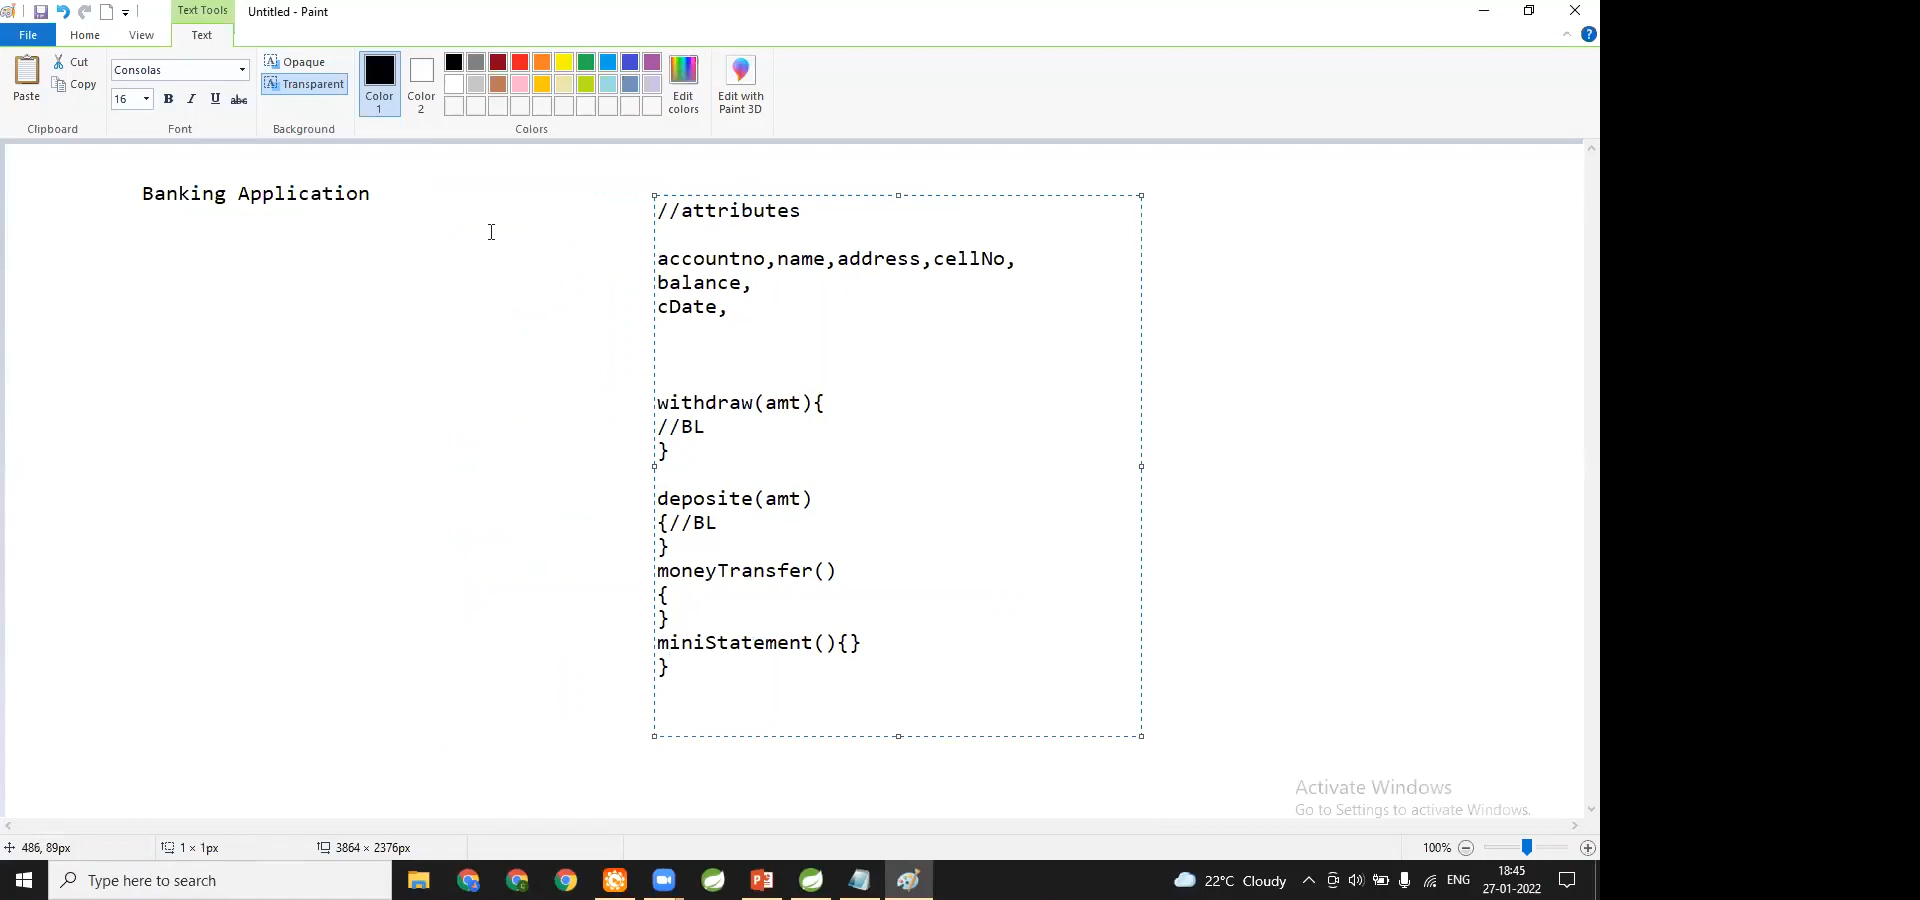 Text Tools
Untitled - Paint
File
Home
View
Text
Paste
Cut
Copy
Clipboard
Consolas
16
B I U abc
Font
Opaque
Transparent
Background
Color 1
Color 2
Edit colors
Colors
Edit with Paint 3D
Banking Application
//attributes
accountno,name,address,cellNo,
balance,
cDate,
withdraw(amt){
//BL
}
deposite(amt)
{//BL
}
moneyTransfer()
{
}
miniStatement(){}
}
Activate Windows
Go to Settings to activate Windows.
486, 89px
1 × 1px
3864 × 2376px
100%
Type here to search
22°C Cloudy
ENG
18:45
27-01-2022